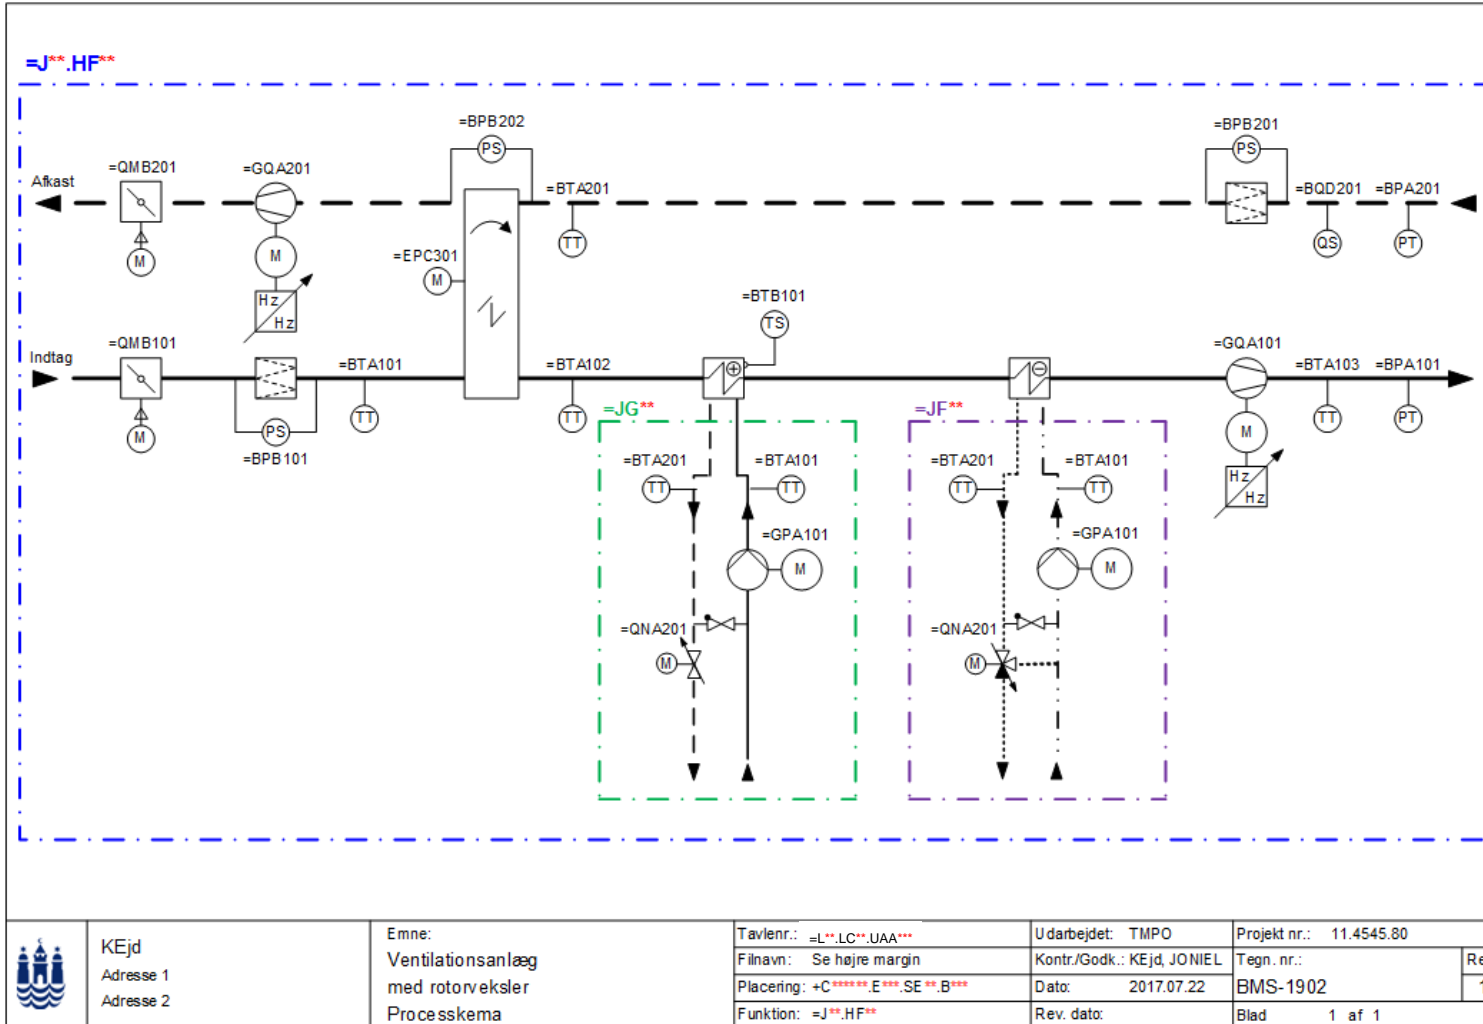 =J**.HF**
=BPB202
=BPB201
=QMB201
=GQA201
PS
PS
Afkast
=BTA201
=BQD201
=BPA201
M
M
=EPC301
M
TT
QS
PT
Hz
Hz
=BTB101
TS
Indtag
=QMB101
=BTA101
=BTA102
=GQA101
=BTA103
=BPA101
M
PS
=BPB101
TT
TT
=JG**
=JF**
M
TT
PT
=BTA201
=BTA101
=BTA201
=BTA101
TT
TT
TT
TT
Hz
Hz
=GPA101
M
=GPA101
M
=QNA201
M
=QNA201
M
KEjd
Adresse 1
Adresse 2
Emne:
Ventilationsanlæg
med rotorveksler
Processkema
Tavlenr.: =L**.LC**.UAA***
Filnavn: Se højre margin
Placering: +C******.E***.SE**.B***
Funktion: =J**.HF**
Udarbejdet: TMPO
Kontr./Godk.: KEjd, JONIEL
Dato: 2017.07.22
Rev. dato:
Projekt nr.: 11.4545.80
Tegn. nr.:
BMS-1902
Re
1
Blad 1 af 1